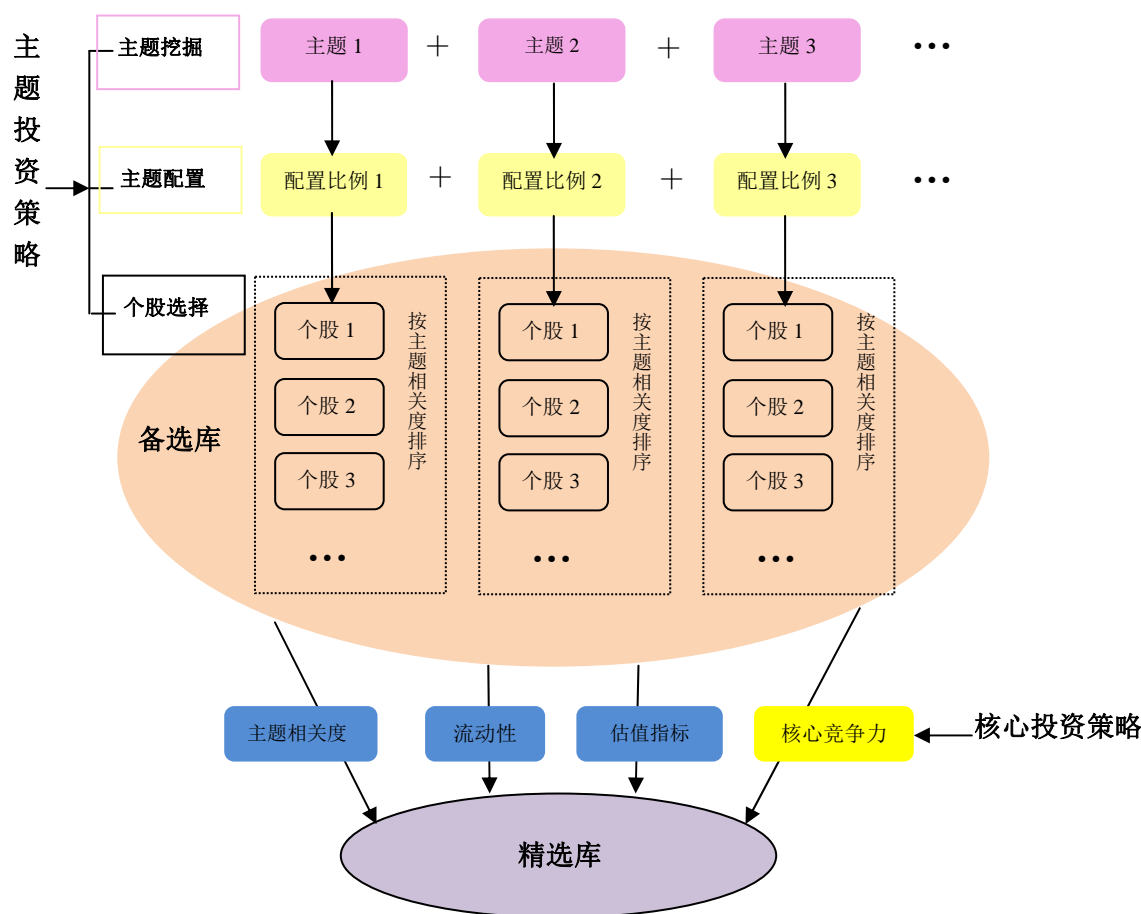 主题投资策略
主题挖掘
主题 1
+
主题 2
+
主题 3
•••
主题配置
配置比例 1
+
配置比例 2
+
配置比例 3
•••
个股选择
备选库
个股 1
个股 2
个股 3
•••
按主题相关度排序
个股 1
个股 2
个股 3
•••
按主题相关度排序
个股 1
个股 2
个股 3
•••
按主题相关度排序
主题相关度
流动性
估值指标
核心竞争力
核心投资策略
精选库